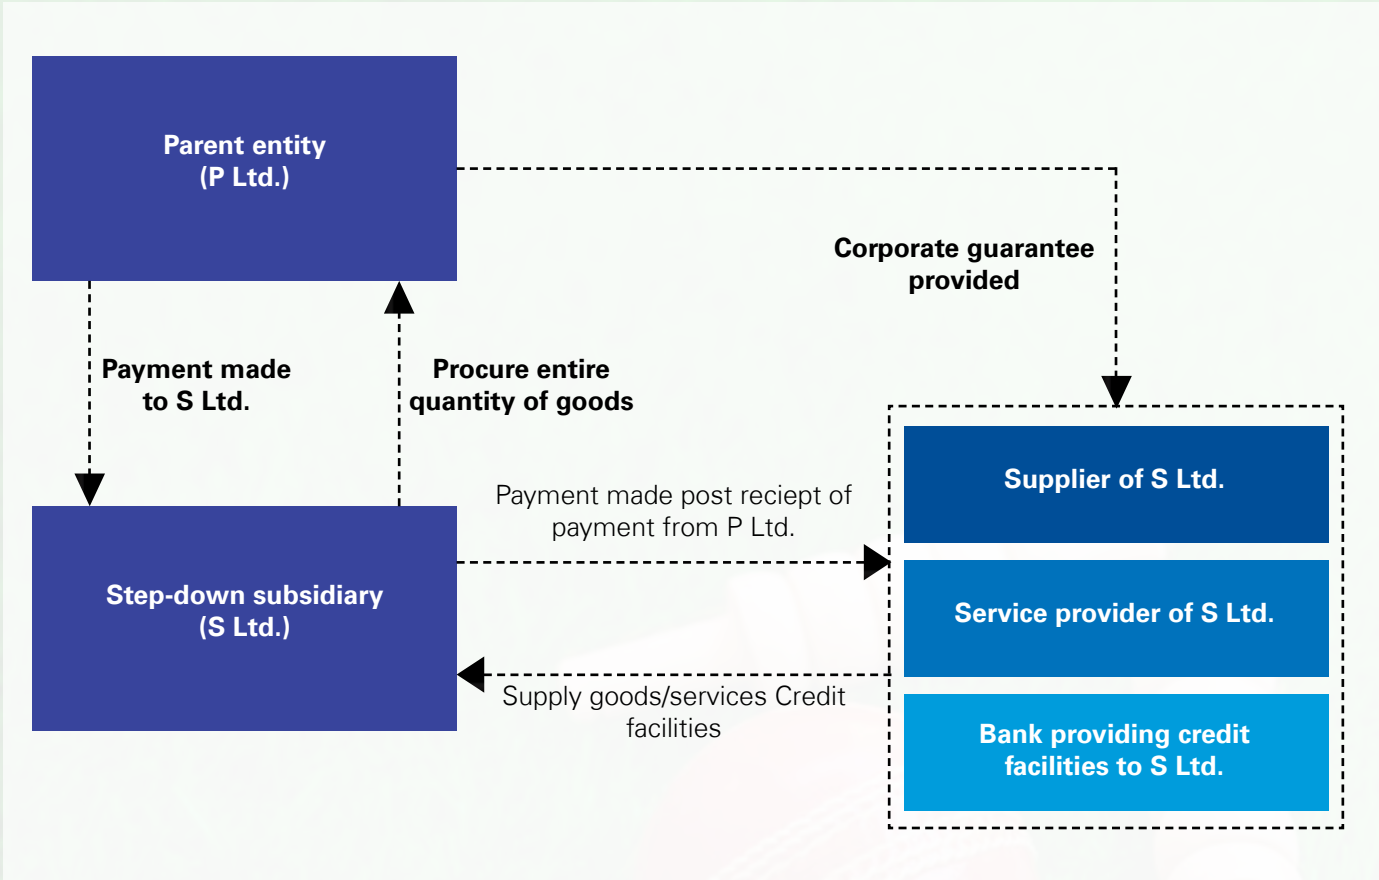 Parent entity
(P Ltd.)
Corporate guarantee
provided
Payment made
to S Ltd.
Procure entire
quantity of goods
Supplier of S Ltd.
Payment made post reciept of
payment from P Ltd.
Step-down subsidiary
(S Ltd.)
Service provider of S Ltd.
Supply goods/services Credit
facilities
Bank providing credit
facilities to S Ltd.